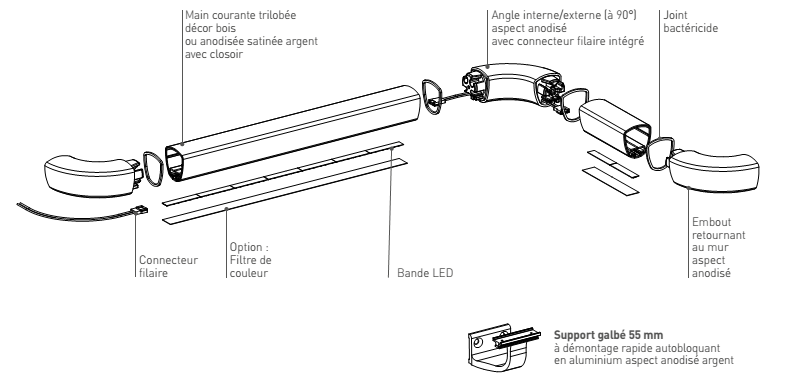 Main courante trilobée
décor bois
ou anodisée satinée argent
avec closoir
Angle interne/externe (à 90°)
aspect anodisé
avec connecteur filaire intégré
Joint
bactéricide
Connecteur
filaire
Option :
Filtre de
couleur
Bande LED
Embout
retournant
au mur
aspect
anodisé
Support galbé 55 mm
à démontage rapide autobloquant
en aluminium aspect anodisé argent